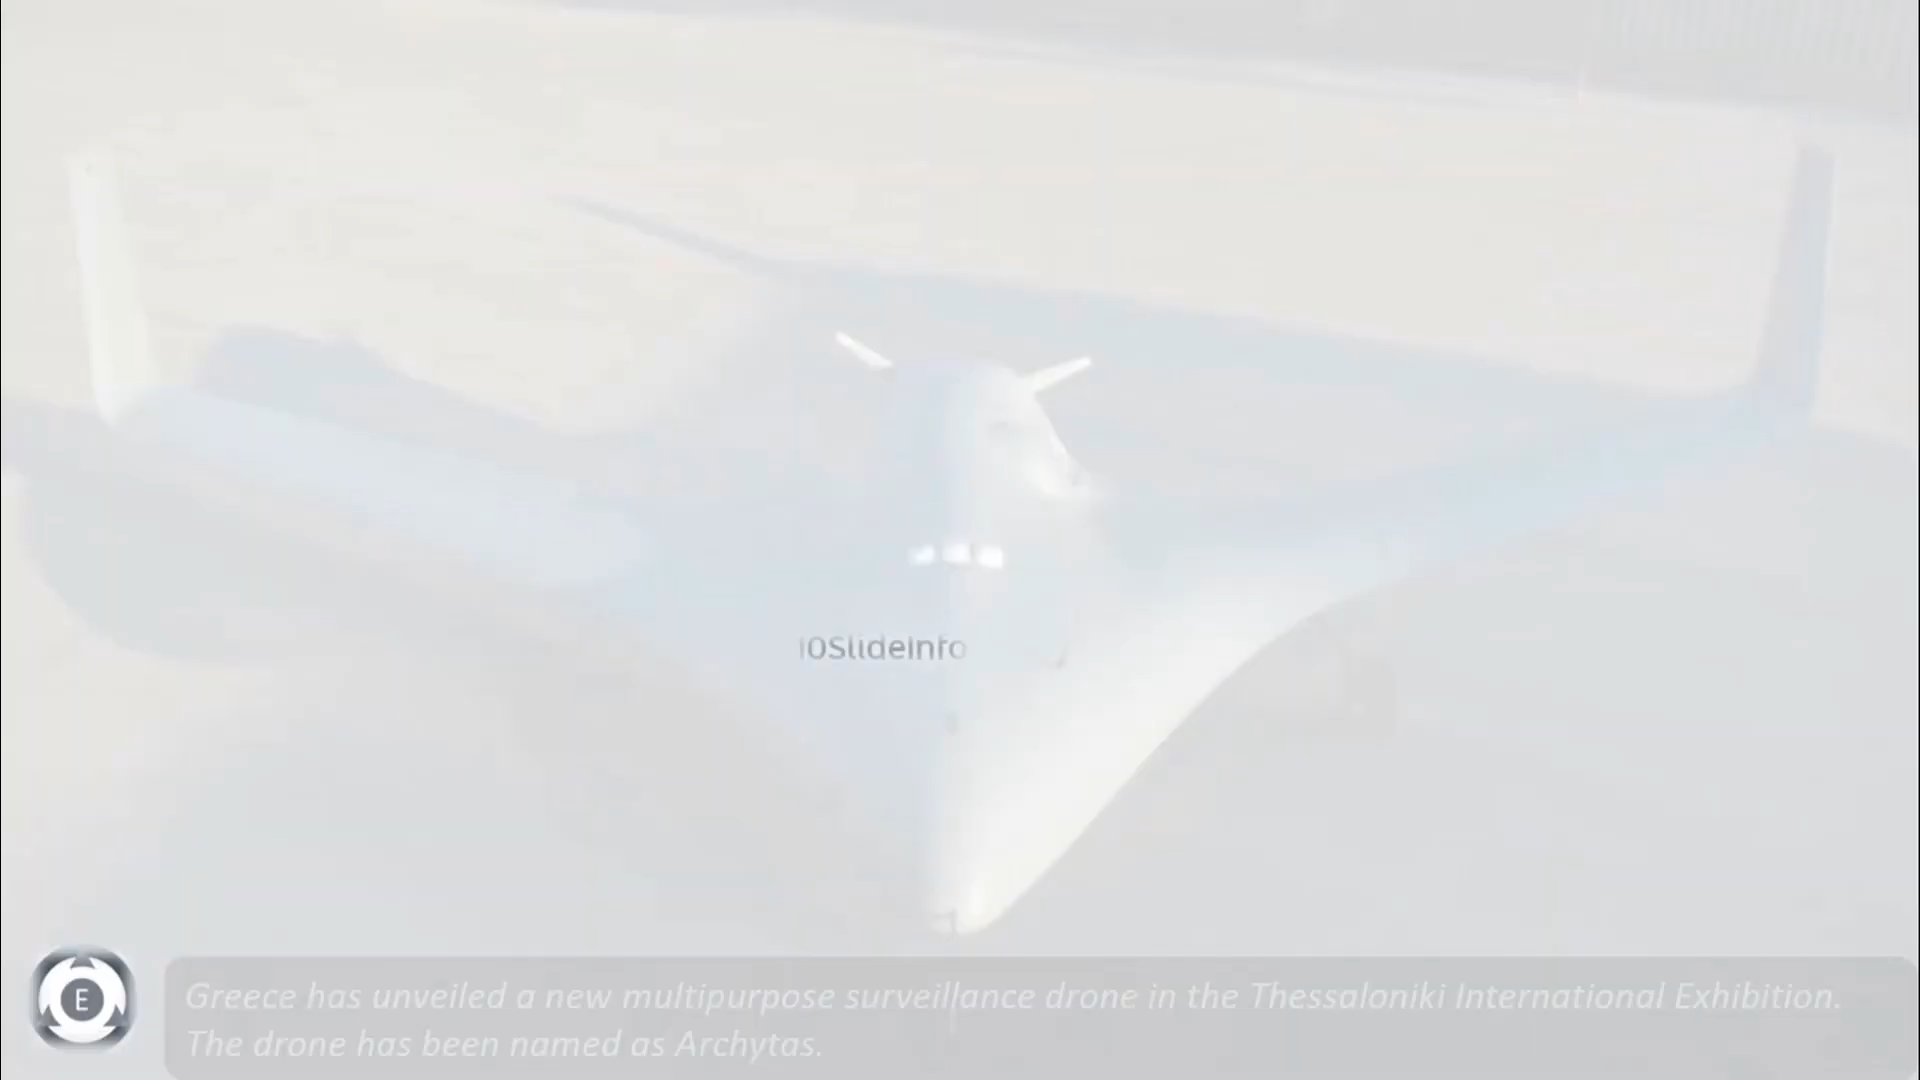 i0SlideInfo
E
Greece has unveiled a new multipurpose surveillance drone in the Thessaloniki International Exhibition.
The drone has been named as Archytas.